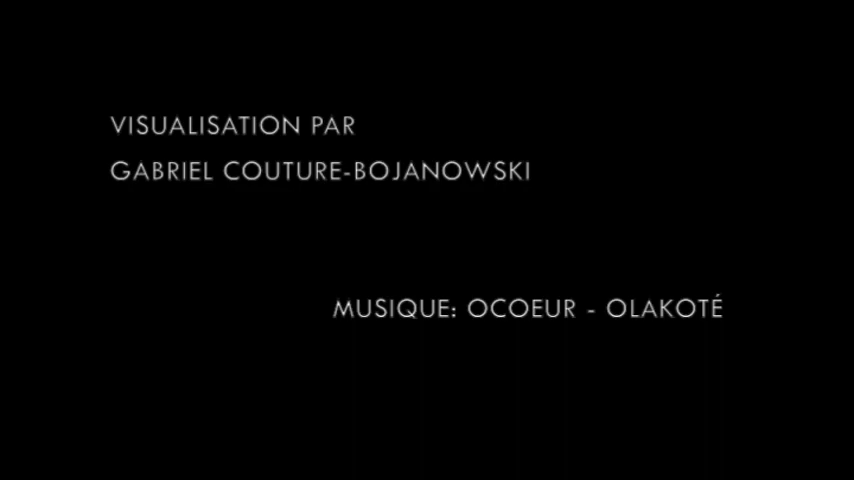 VISUALISATION PAR
GABRIEL COUTURE-BOJANOWSKI
MUSIQUE: OCOEUR - OLAKOTÉ